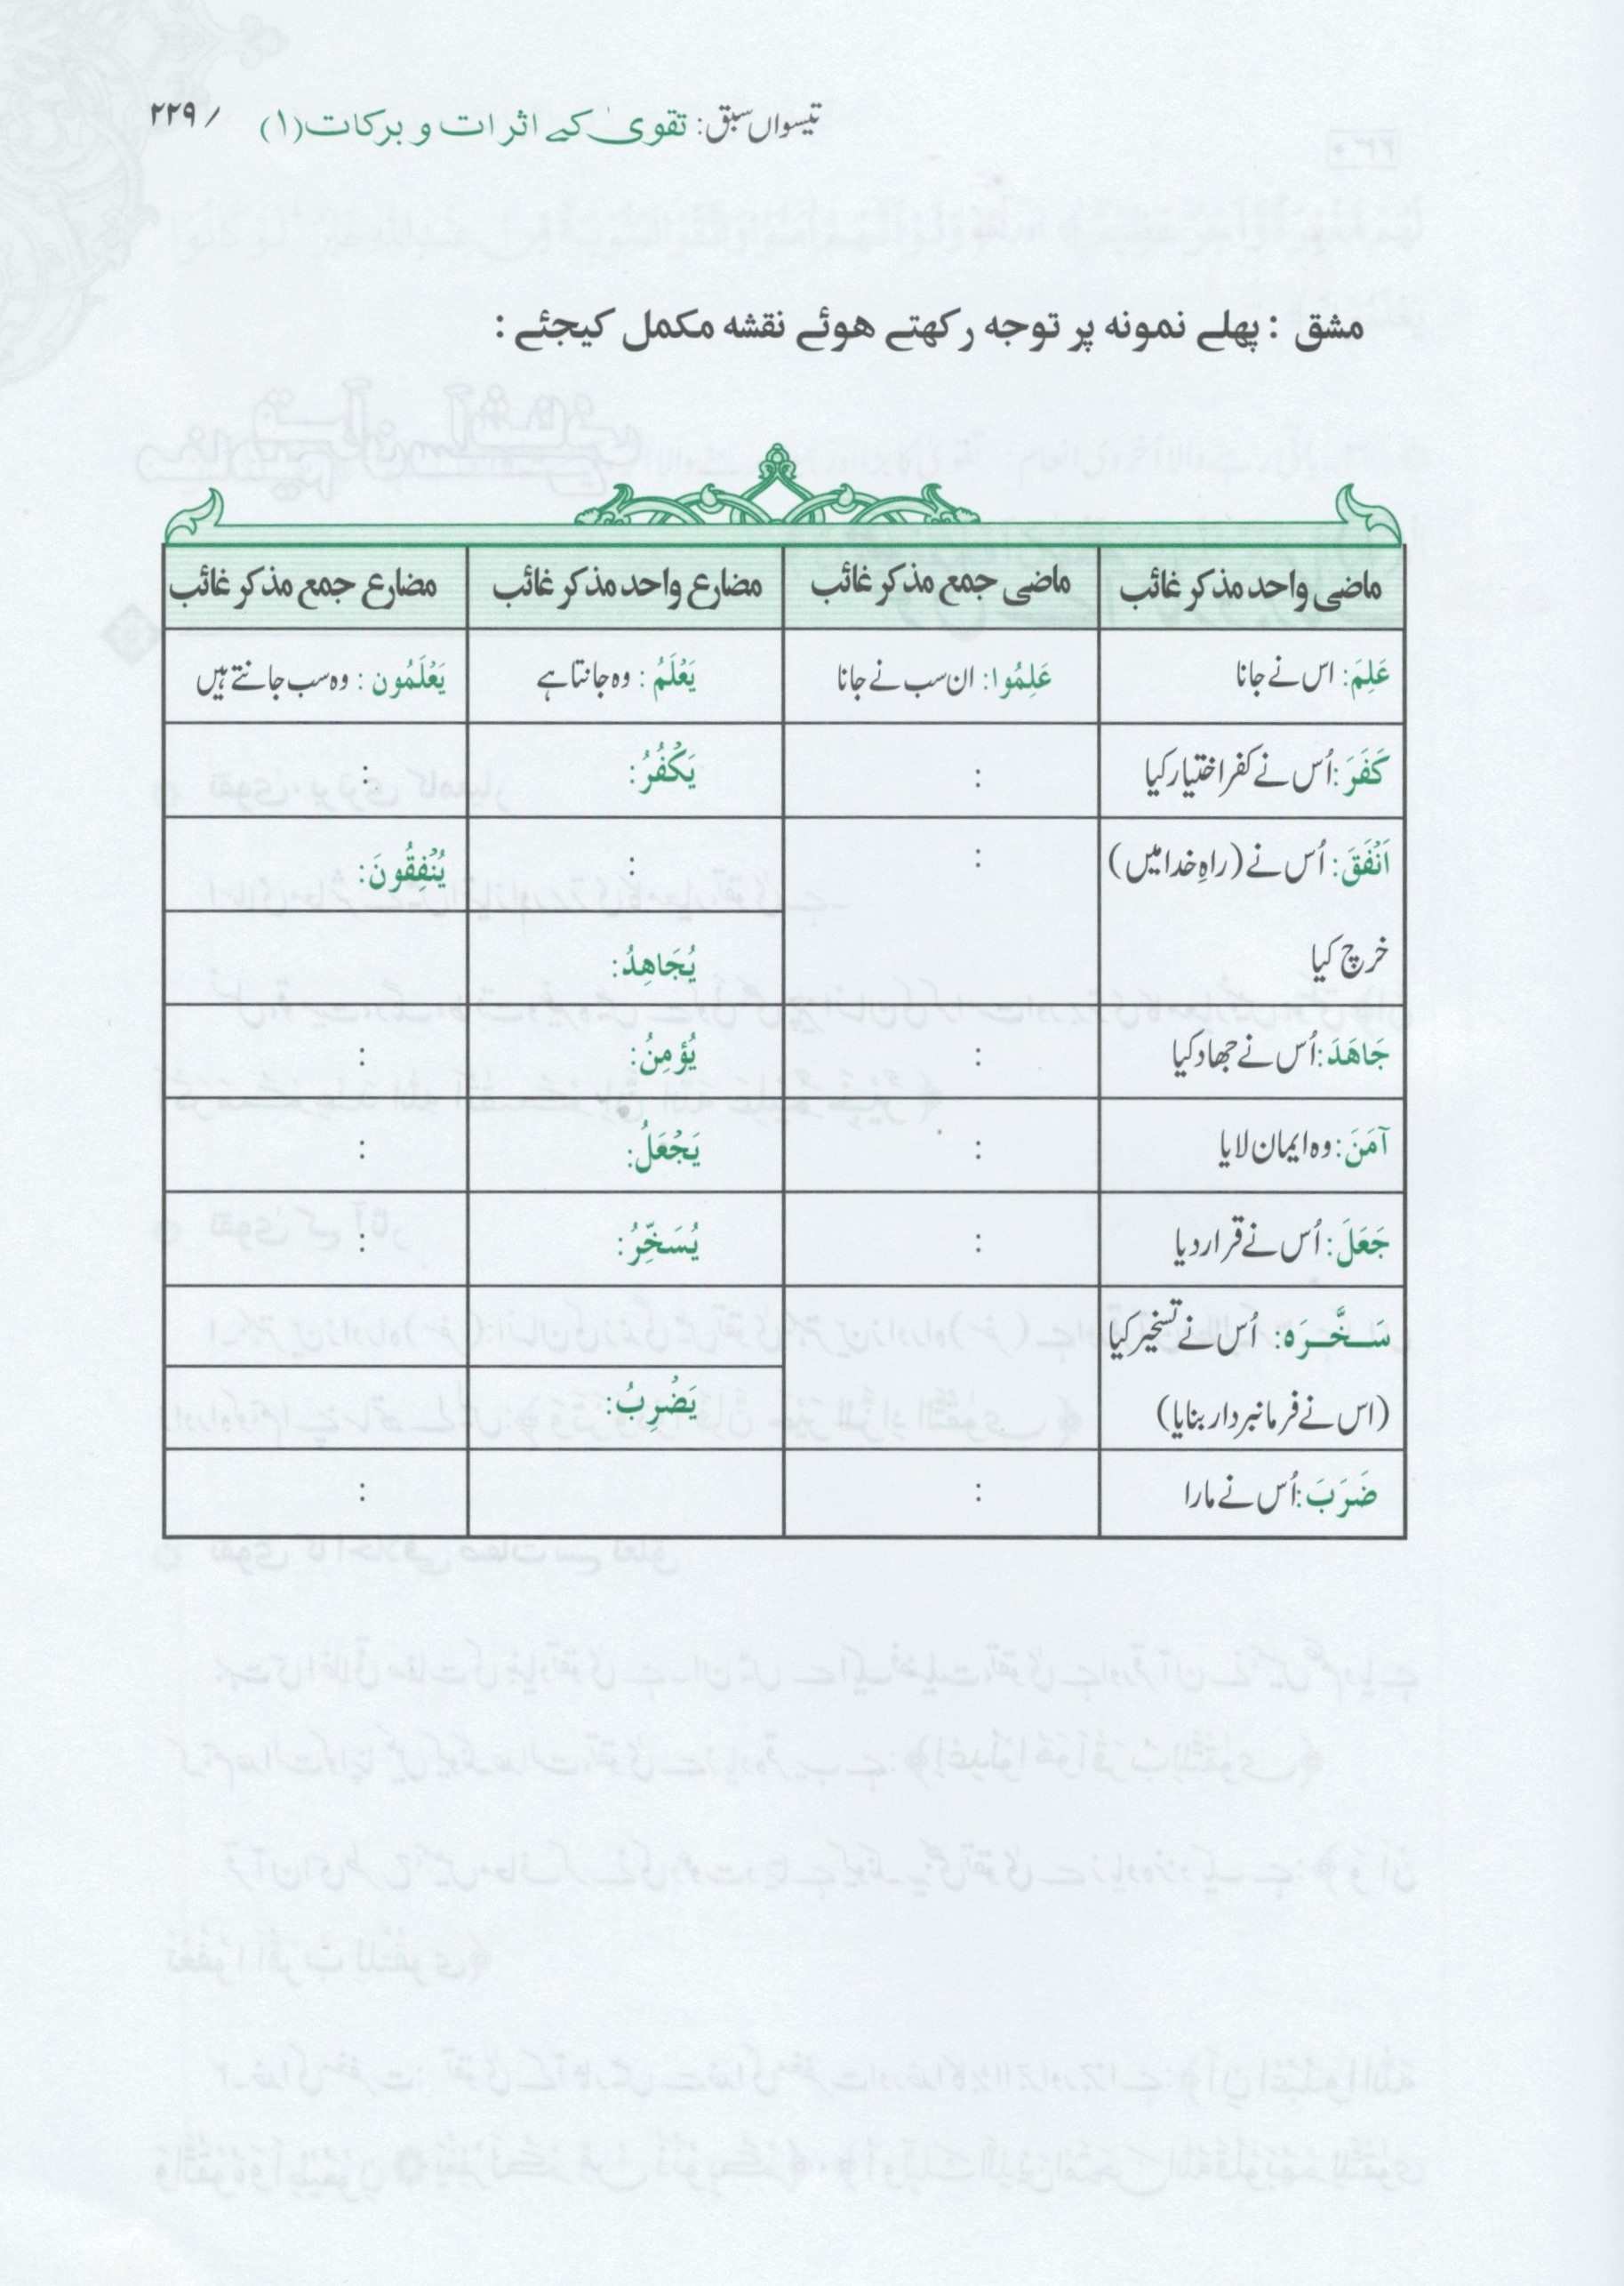 تیسواں سبق: تقویٰ کے اثرات و برکات(۱) / ۲۲۹
مشق : پہلے نمونہ پر توجہ رکھتے ہوئے نقشہ مکمل کیجئے :
ماضی واحد مذکر غائب ماضی جمع مذکر غائب مضارع واحد مذکر غائب مضارع جمع مذکر غائب
عَلِمَ: اس نے جانا عَلِمُوا: ان سب نے جانا يَعْلَمُ: وہ جانتا ہے يَعْلَمُون: وہ سب جانتے ہیں
كَفَرَ: اُس نے کفر اختیار کیا : يَكْفُرُ: :
اَنْفَقَ: اُس نے (راہِ خدا میں) : : يُنْفِقُونَ:
خرچ کیا يُجَاهِدُ:
جَاهَدَ: اُس نے جہاد کیا : يُؤمِنُ: :
آمَنَ: وہ ایمان لایا : يَجْعَلُ: :
جَعَلَ: اُس نے قرار دیا : يُسَخِّرُ: :
سَخَّرَه: اُس نے تسخیر کیا
(اس نے فرمانبردار بنایا) يَضْرِبُ:
ضَرَبَ: اُس نے مارا : :